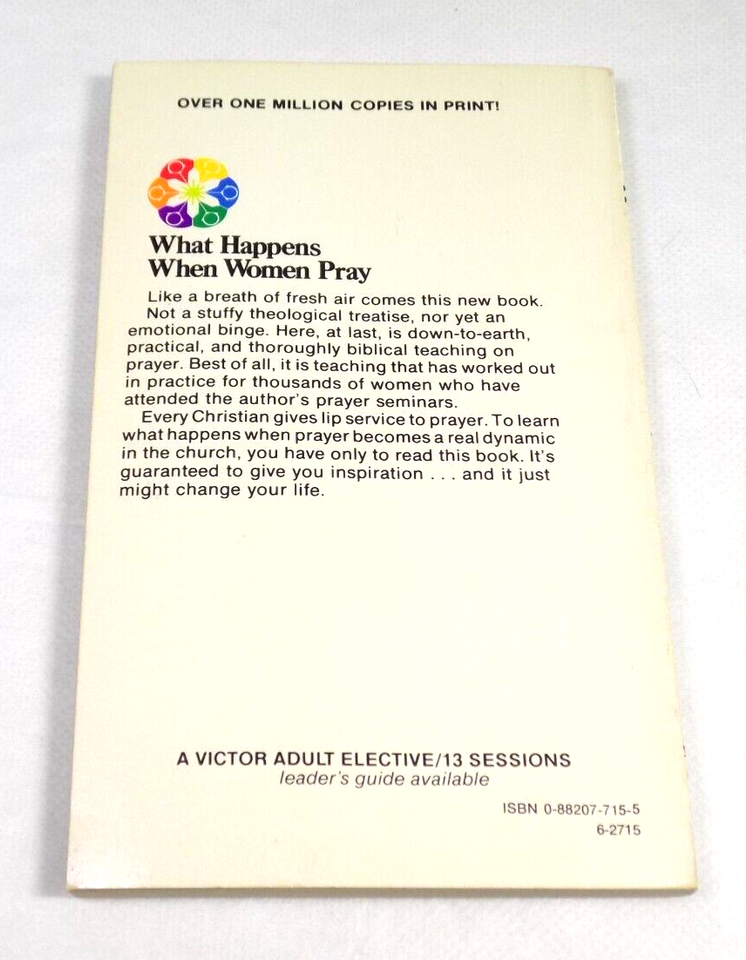 OVER ONE MILLION COPIES IN PRINT!
What Happens
When Women Pray
Like a breath of fresh air comes this new book.
Not a stuffy theological treatise, nor yet an
emotional binge. Here, at last, is down-to-earth,
practical, and thoroughly biblical teaching on
prayer. Best of all, it is teaching that has worked out
in practice for thousands of women who have
attended the author's prayer seminars.
Every Christian gives lip service to prayer. To learn
what happens when prayer becomes a real dynamic
in the church, you have only to read this book. It's
guaranteed to give you inspiration . . . and it just
might change your life.
A VICTOR ADULT ELECTIVE/13 SESSIONS
leader's guide available
ISBN 0-88207-715-5
6-2715